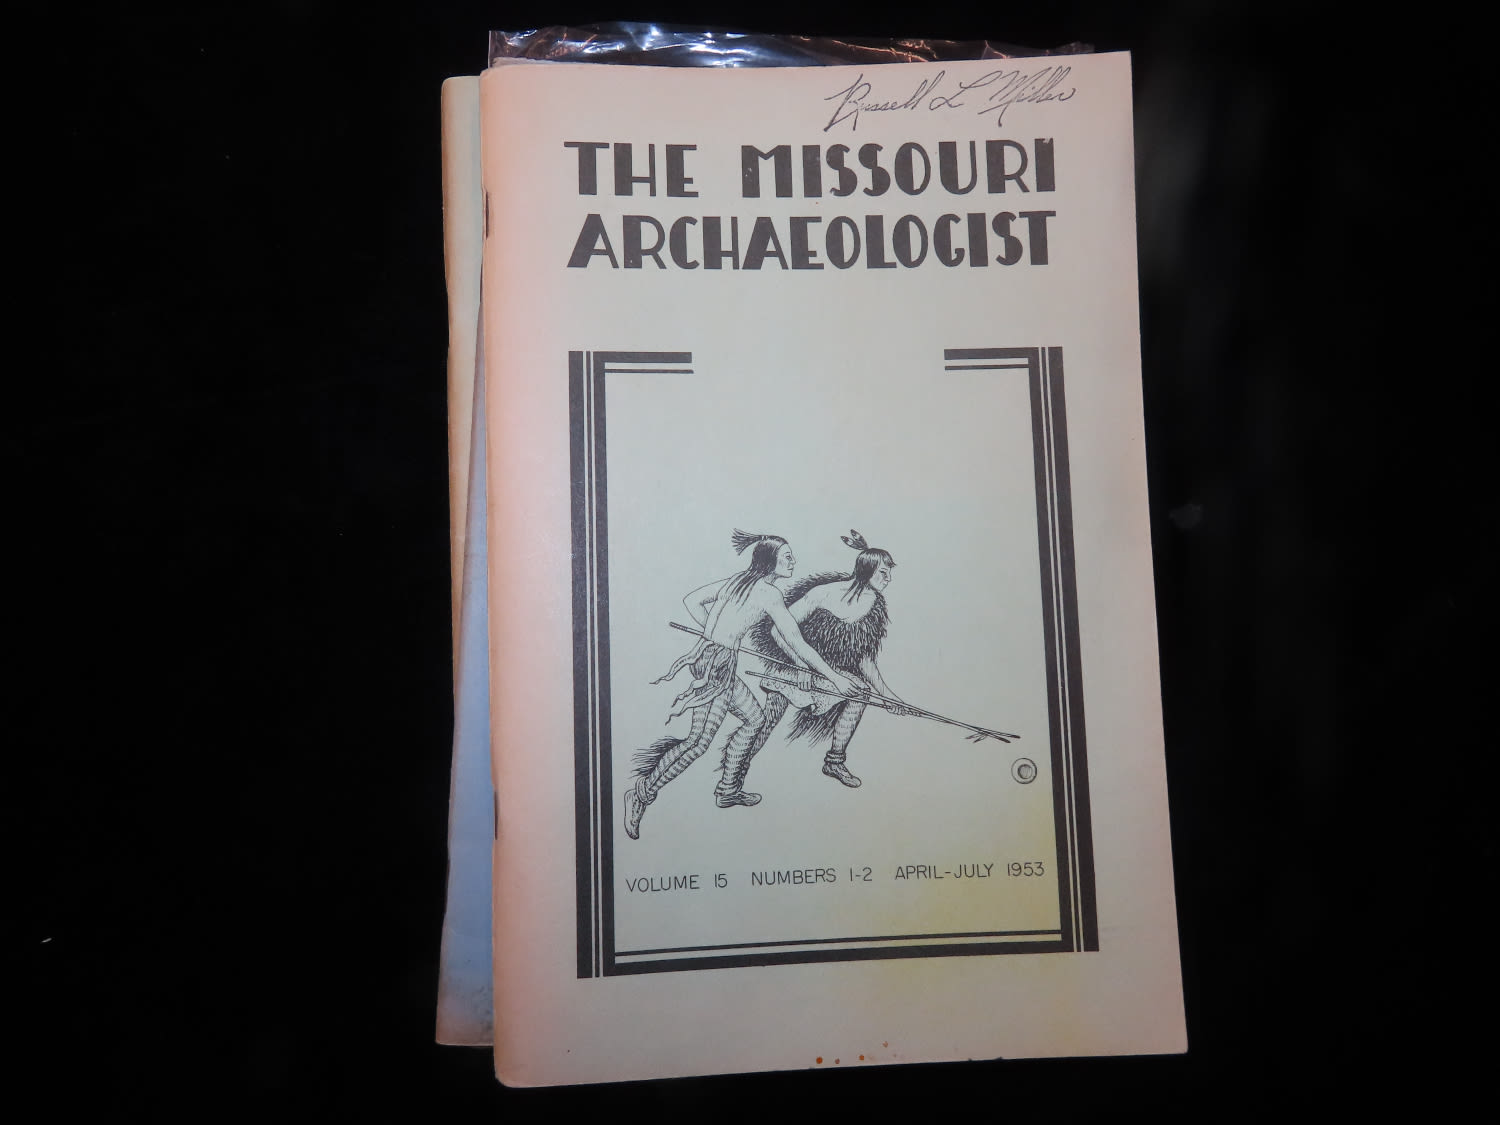 Russell L Miller
THE MISSOURI
ARCHAEOLOGIST
VOLUME 15 NUMBERS 1-2 APRIL-JULY 1953